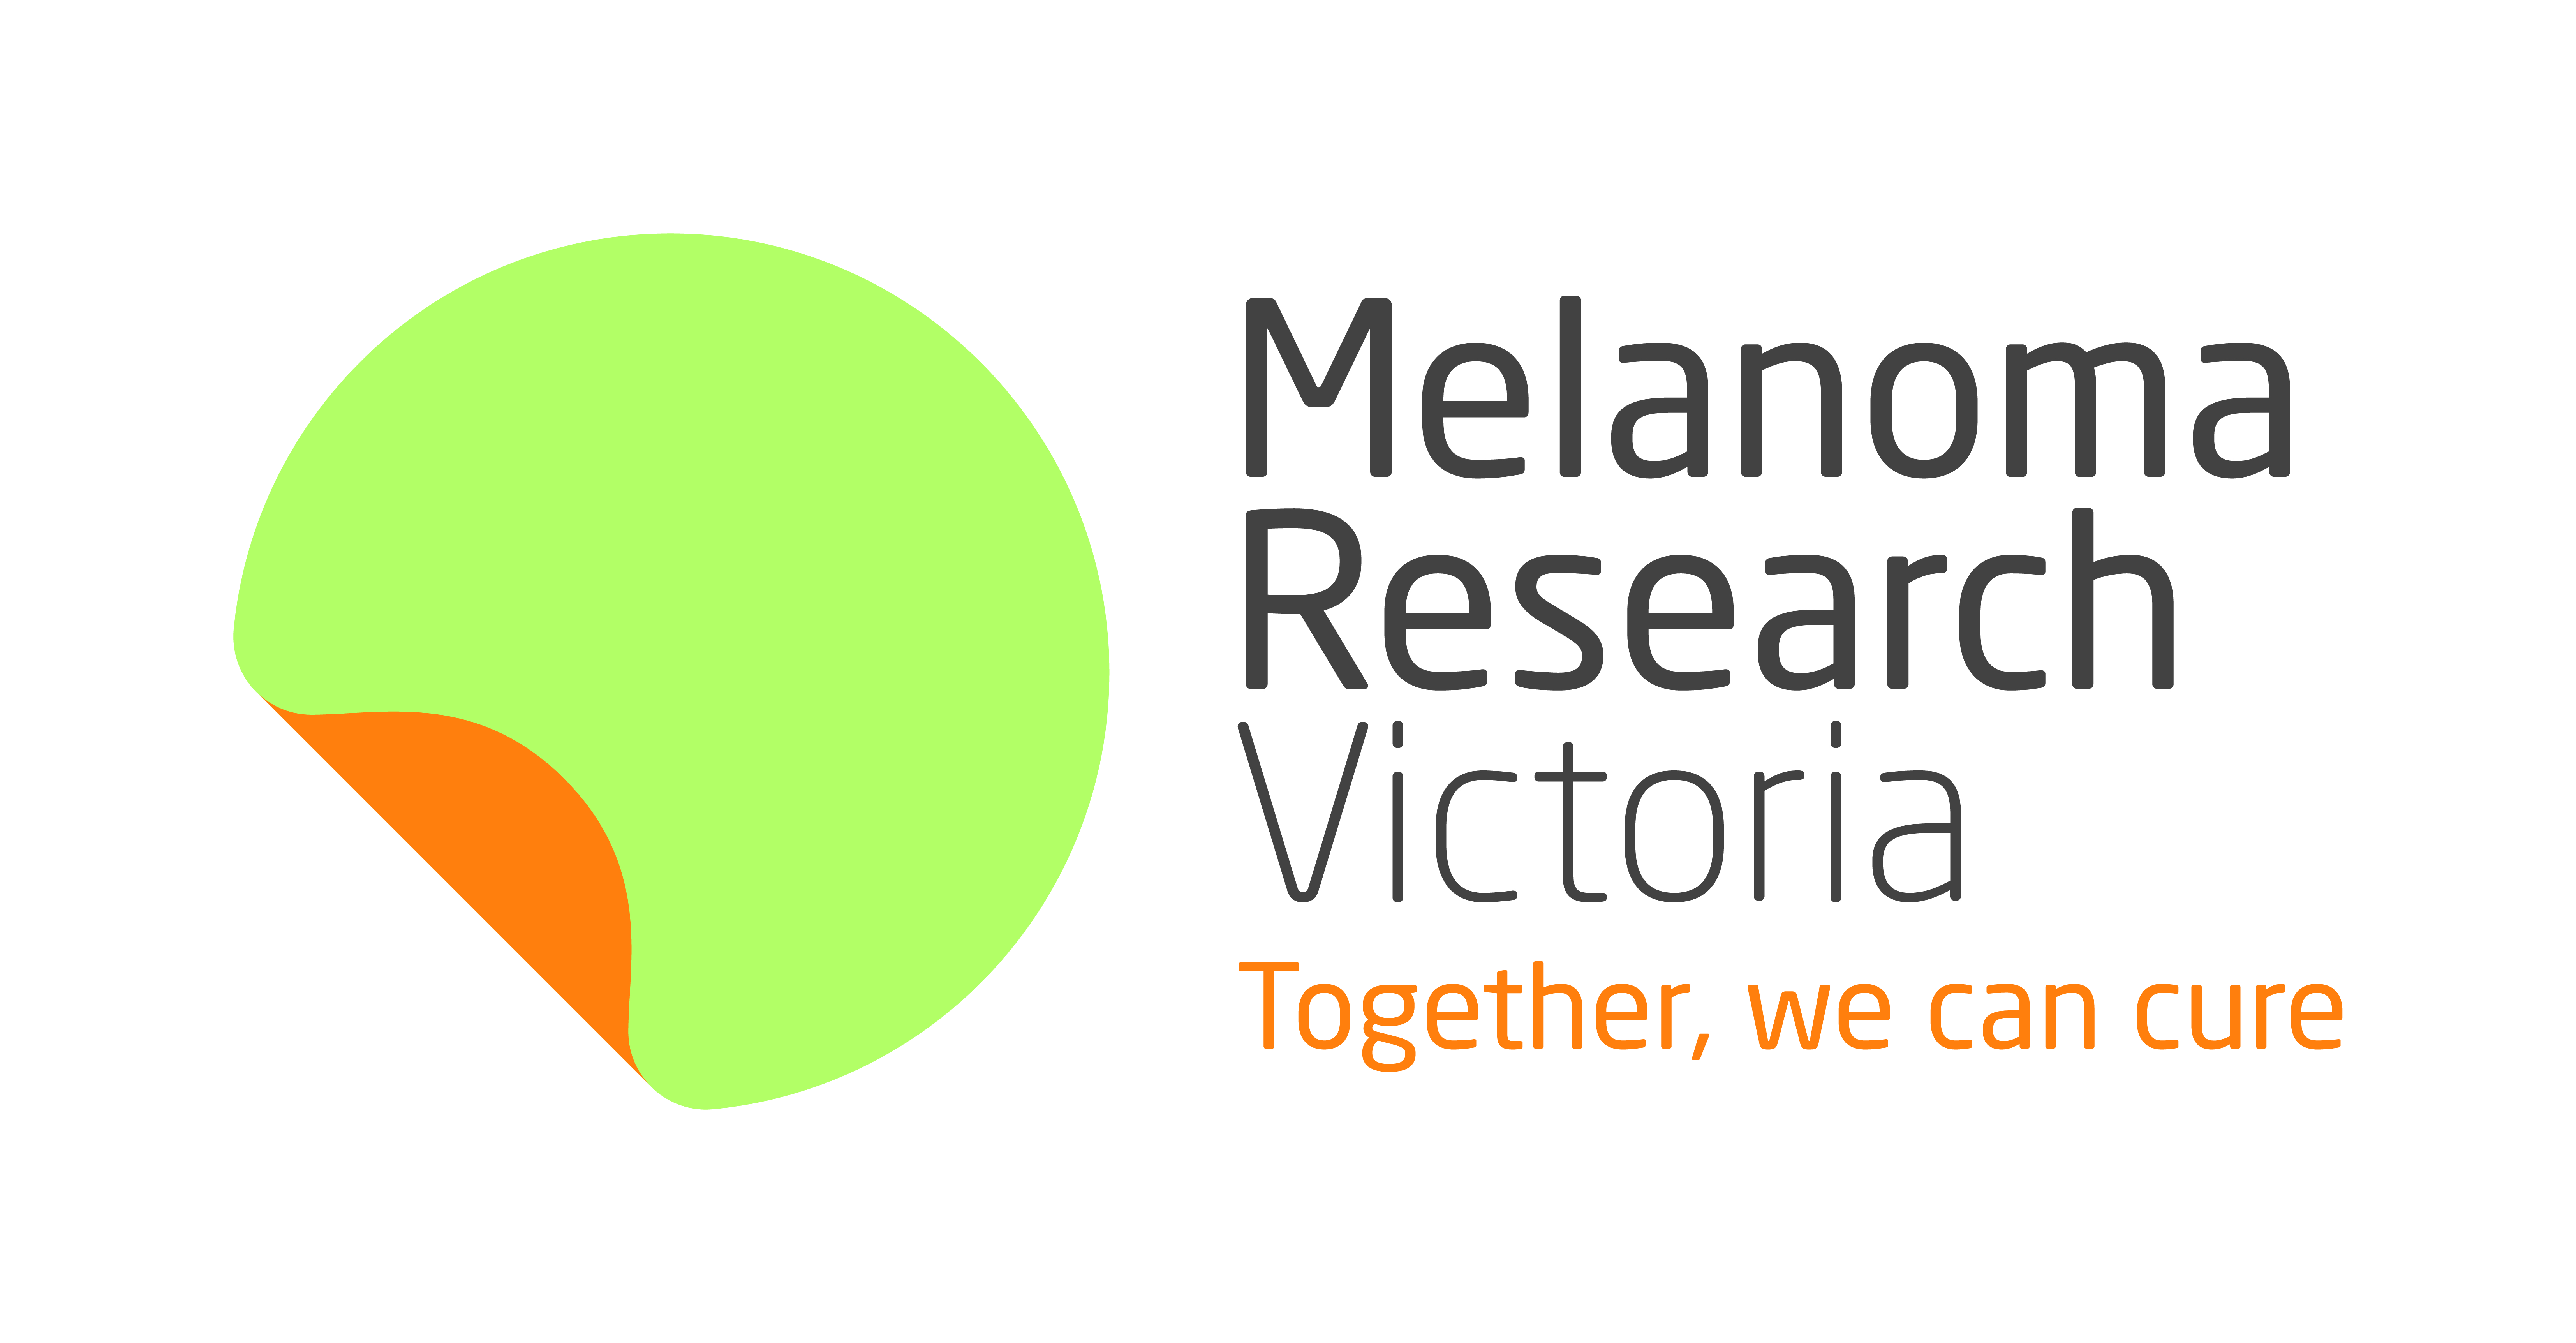 Melanoma
Research
Victoria
Together, we can cure